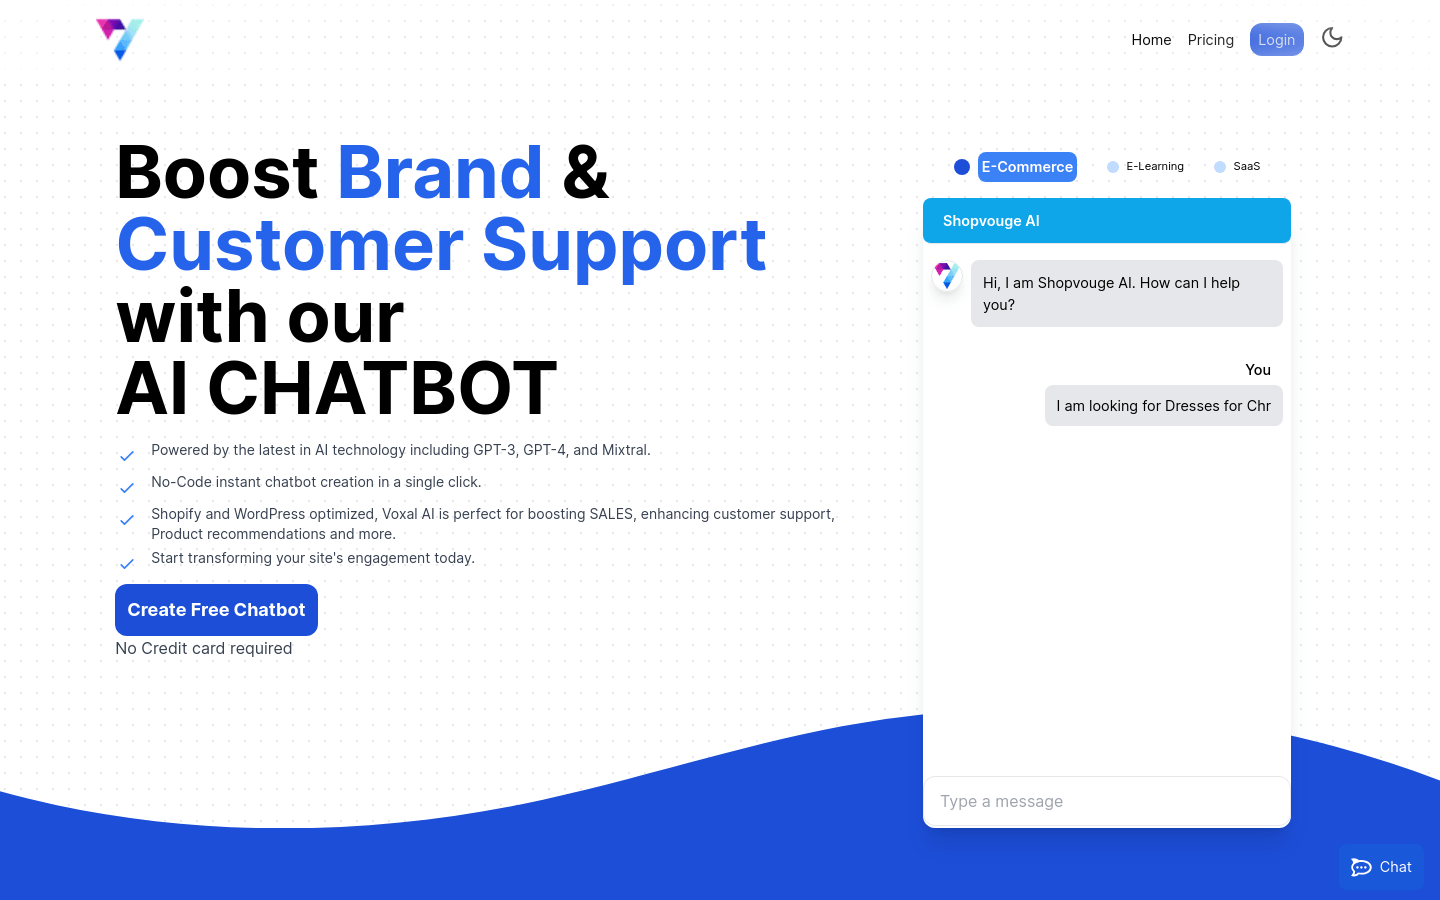 Home Pricing Login
Boost Brand &
Customer Support
with our
AI CHATBOT
Powered by the latest in AI technology including GPT-3, GPT-4, and Mixtral.
No-Code instant chatbot creation in a single click.
Shopify and WordPress optimized, Voxal AI is perfect for boosting SALES, enhancing customer support,
Product recommendations and more.
Start transforming your site's engagement today.
Create Free Chatbot
No Credit card required
E-Commerce E-Learning SaaS
Shopvouge AI
Hi, I am Shopvouge AI. How can I help
you?
You
I am looking for Dresses for Chr
Type a message
Chat